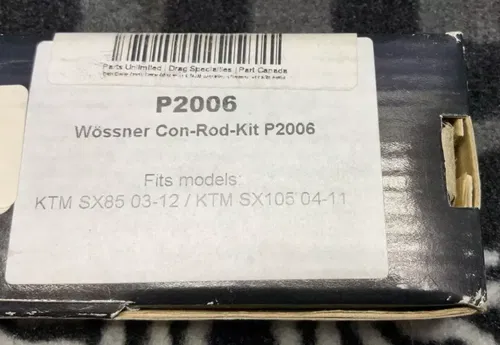 Parts Unlimited | Drag Specialties | Part Canada
P2006
Wössner Con-Rod-Kit P2006
Fits models:
KTM SX85 03-12 / KTM SX105 04-11